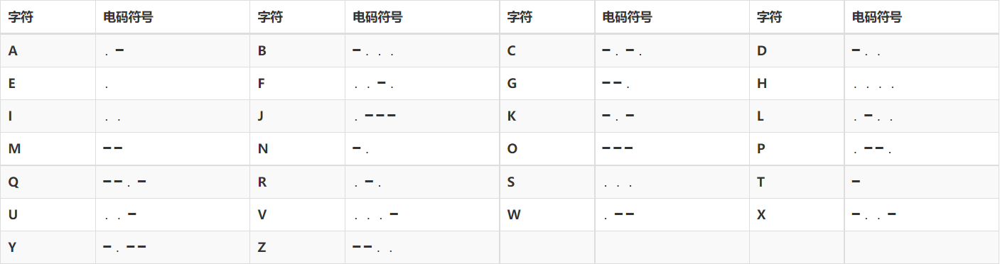 字符 电码符号 字符 电码符号 字符 电码符号 字符 电码符号
A . ━ B ━ . . . C ━ . ━ . D ━ . .
E . F . . ━ . G ━ ━ . H . . . .
I . . J . ━ ━ ━ K ━ . ━ L . ━ . .
M ━ ━ N ━ . O ━ ━ ━ P . ━ ━ .
Q ━ ━ . ━ R . ━ . S . . . T ━
U . . ━ V . . . ━ W . ━ ━ X ━ . . ━
Y ━ . ━ ━ Z ━ ━ . .